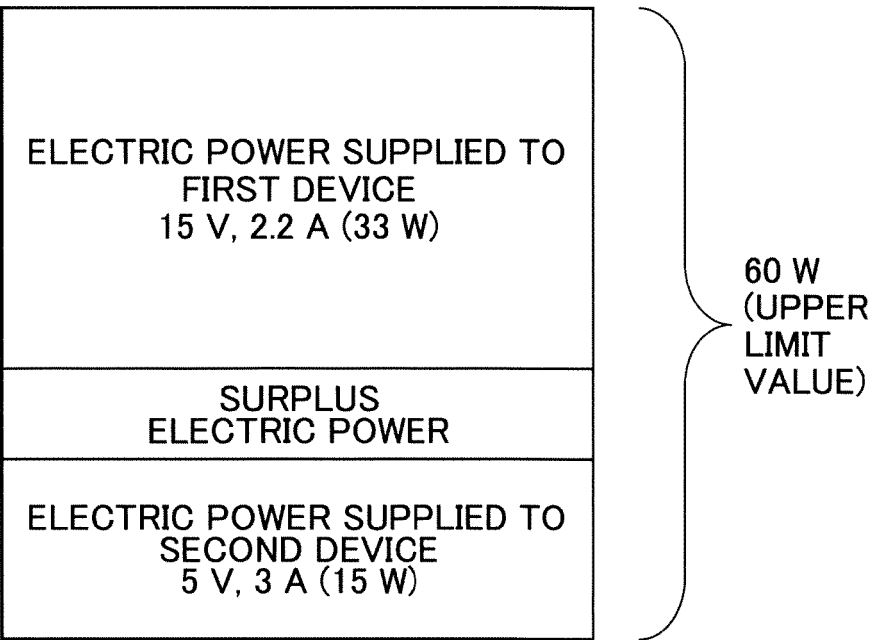 ELECTRIC POWER SUPPLIED TO
FIRST DEVICE
15 V, 2.2 A (33 W)
SURPLUS
ELECTRIC POWER
ELECTRIC POWER SUPPLIED TO
SECOND DEVICE
5 V, 3 A (15 W)
60 W
(UPPER
LIMIT
VALUE)